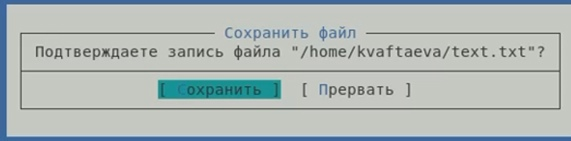 Сохранить файл
Подтверждаете запись файла "/home/kvaftaeva/text.txt"?
[ Сохранить ] [ Прервать ]